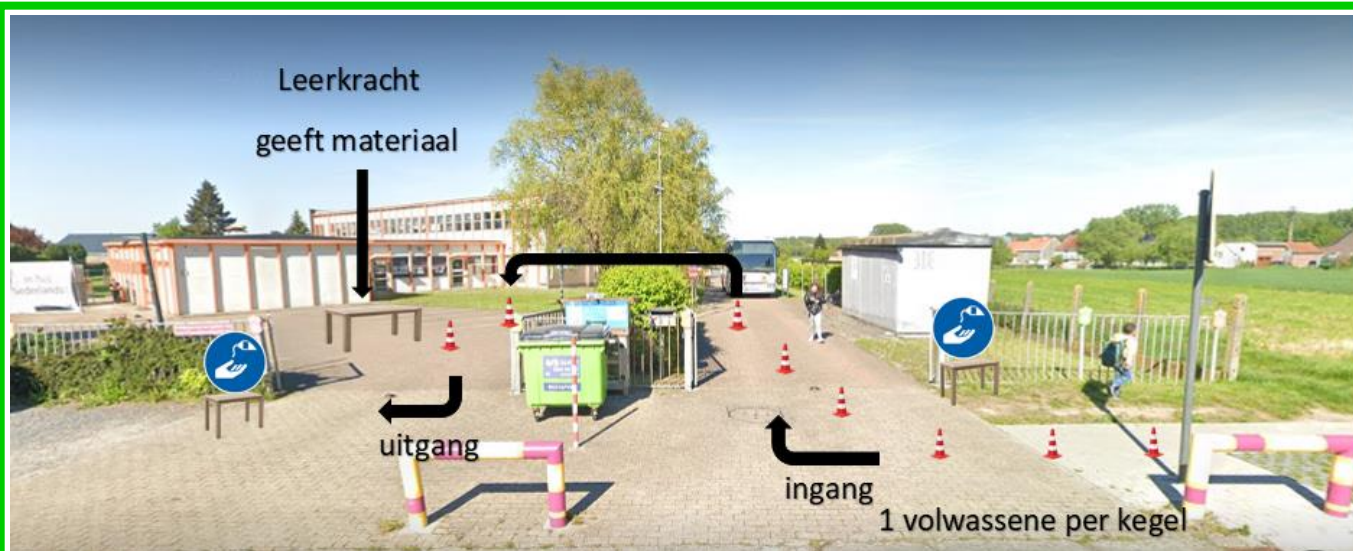 Leerkracht
geeft materiaal
uitgang
ingang
1 volwassene per kegel